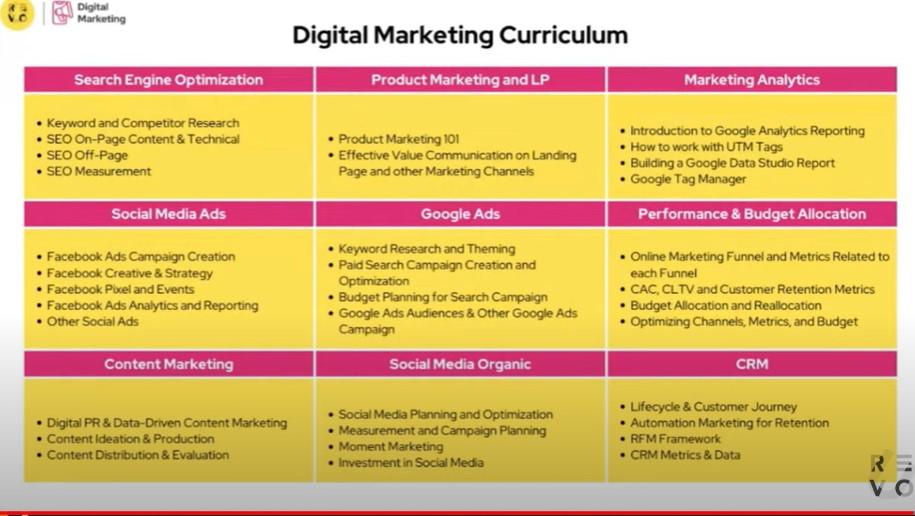 RE
VO
Digital
Marketing
Digital Marketing Curriculum
Search Engine Optimization
• Keyword and Competitor Research
• SEO On-Page Content & Technical
• SEO Off-Page
• SEO Measurement
Product Marketing and LP
• Product Marketing 101
• Effective Value Communication on Landing
Page and other Marketing Channels
Marketing Analytics
• Introduction to Google Analytics Reporting
• How to work with UTM Tags
• Building a Google Data Studio Report
• Google Tag Manager
Social Media Ads
• Facebook Ads Campaign Creation
• Facebook Creative & Strategy
• Facebook Pixel and Events
• Facebook Ads Analytics and Reporting
• Other Social Ads
Google Ads
• Keyword Research and Theming
• Paid Search Campaign Creation and
Optimization
• Budget Planning for Search Campaign
• Google Ads Audiences & Other Google Ads
Campaign
Performance & Budget Allocation
• Online Marketing Funnel and Metrics Related to
each Funnel
• CAC, CLTV and Customer Retention Metrics
• Budget Allocation and Reallocation
• Optimizing Channels, Metrics, and Budget
Content Marketing
• Digital PR & Data-Driven Content Marketing
• Content Ideation & Production
• Content Distribution & Evaluation
Social Media Organic
• Social Media Planning and Optimization
• Measurement and Campaign Planning
• Moment Marketing
• Investment in Social Media
CRM
• Lifecycle & Customer Journey
• Automation Marketing for Retention
• RFM Framework
• CRM Metrics & Data
RE
VO